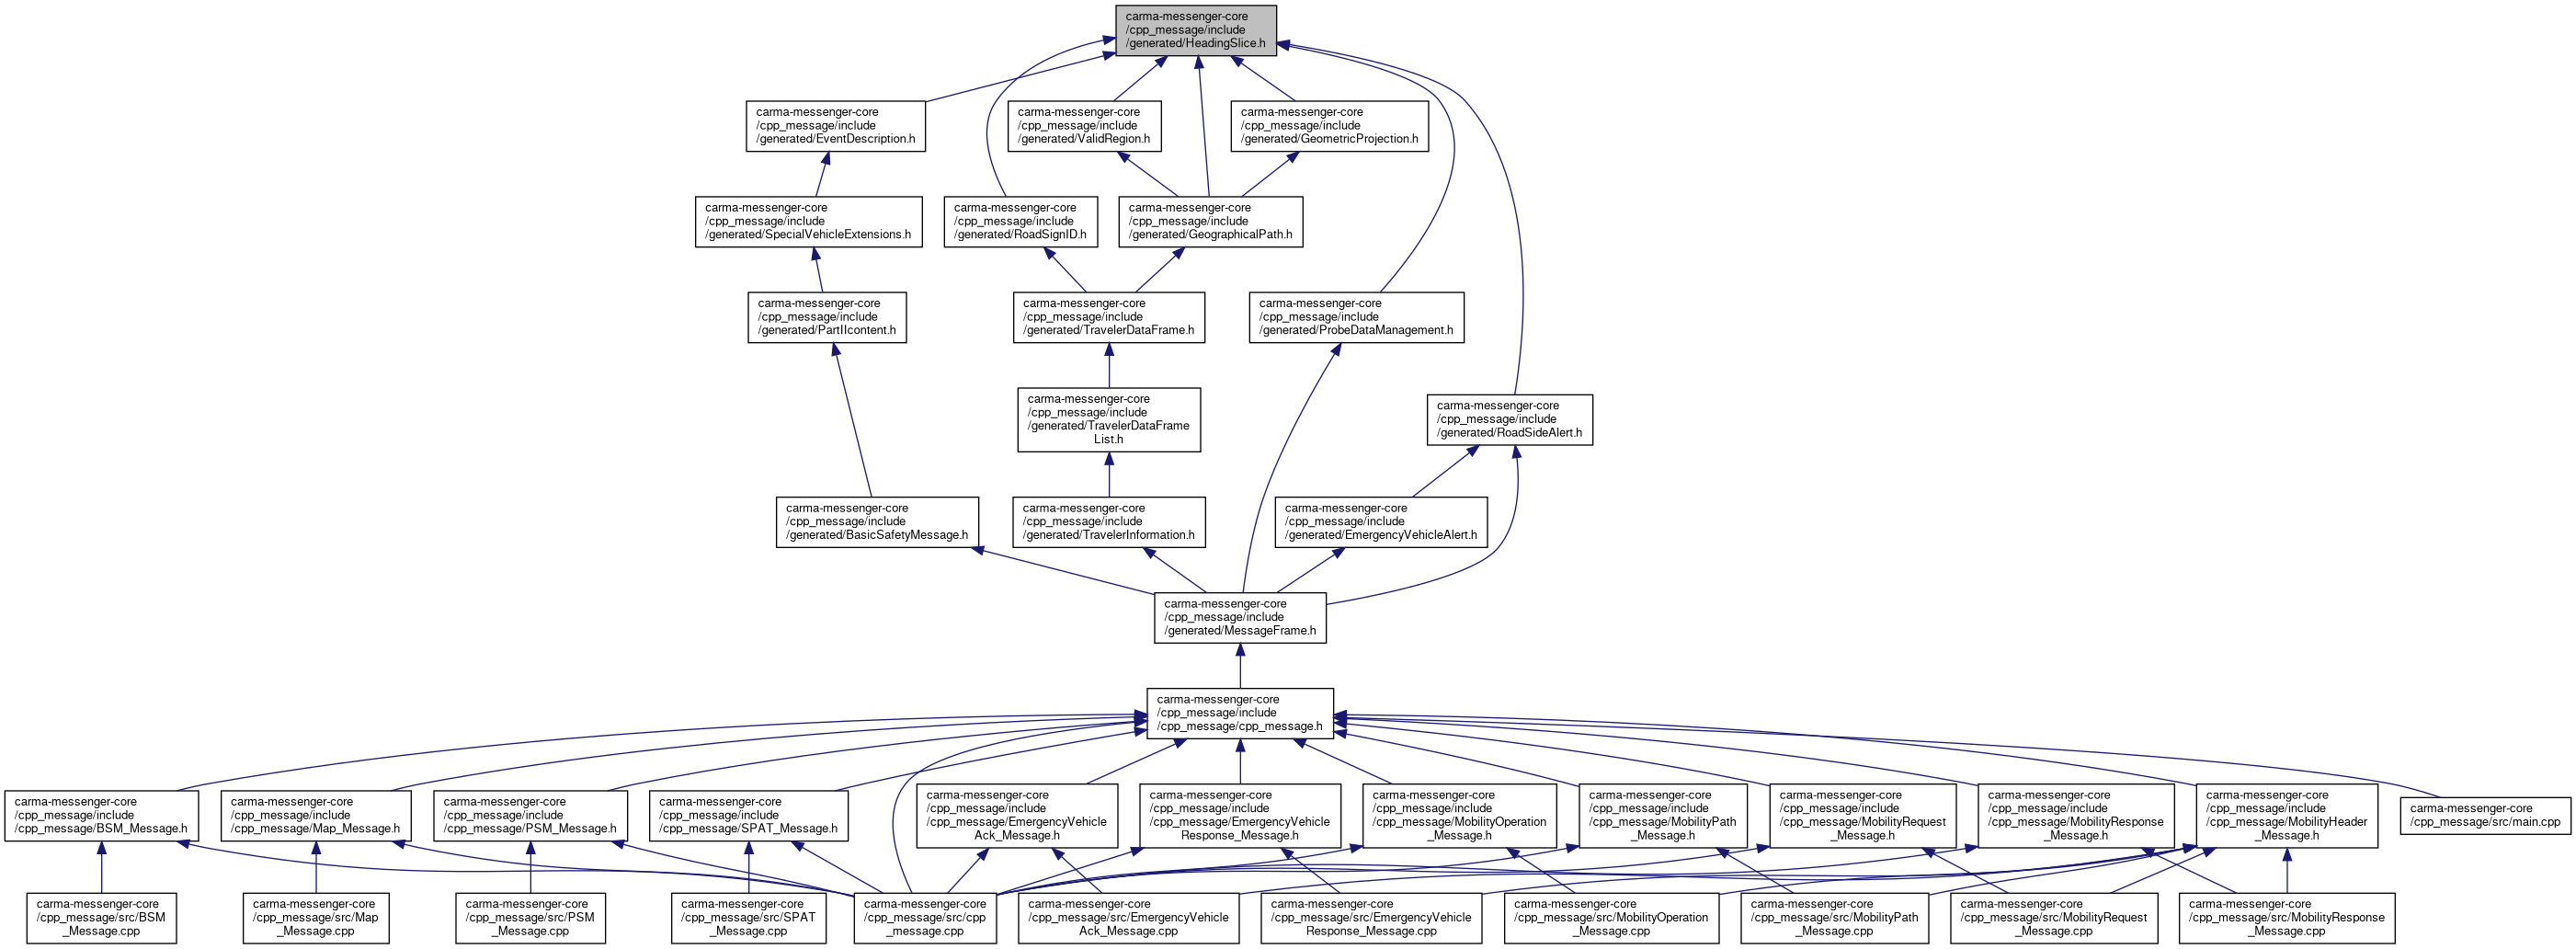 carma-messenger-core
/cpp_message/include
/generated/HeadingSlice.h
carma-messenger-core
/cpp_message/include
/generated/EventDescription.h
carma-messenger-core
/cpp_message/include
/generated/ValidRegion.h
carma-messenger-core
/cpp_message/include
/generated/GeometricProjection.h
carma-messenger-core
/cpp_message/include
/generated/SpecialVehicleExtensions.h
carma-messenger-core
/cpp_message/include
/generated/RoadSignID.h
carma-messenger-core
/cpp_message/include
/generated/GeographicalPath.h
carma-messenger-core
/cpp_message/include
/generated/PartIIcontent.h
carma-messenger-core
/cpp_message/include
/generated/TravelerDataFrame.h
carma-messenger-core
/cpp_message/include
/generated/ProbeDataManagement.h
carma-messenger-core
/cpp_message/include
/generated/TravelerDataFrame
List.h
carma-messenger-core
/cpp_message/include
/generated/RoadSideAlert.h
carma-messenger-core
/cpp_message/include
/generated/BasicSafetyMessage.h
carma-messenger-core
/cpp_message/include
/generated/TravelerInformation.h
carma-messenger-core
/cpp_message/include
/generated/EmergencyVehicleAlert.h
carma-messenger-core
/cpp_message/include
/generated/MessageFrame.h
carma-messenger-core
/cpp_message/include
/cpp_message/cpp_message.h
carma-messenger-core
/cpp_message/include
/cpp_message/BSM_Message.h
carma-messenger-core
/cpp_message/include
/cpp_message/Map_Message.h
carma-messenger-core
/cpp_message/include
/cpp_message/PSM_Message.h
carma-messenger-core
/cpp_message/include
/cpp_message/SPAT_Message.h
carma-messenger-core
/cpp_message/include
/cpp_message/EmergencyVehicle
Ack_Message.h
carma-messenger-core
/cpp_message/include
/cpp_message/EmergencyVehicle
Response_Message.h
carma-messenger-core
/cpp_message/include
/cpp_message/MobilityOperation
_Message.h
carma-messenger-core
/cpp_message/include
/cpp_message/MobilityPath
_Message.h
carma-messenger-core
/cpp_message/include
/cpp_message/MobilityRequest
_Message.h
carma-messenger-core
/cpp_message/include
/cpp_message/MobilityResponse
_Message.h
carma-messenger-core
/cpp_message/include
/cpp_message/MobilityHeader
_Message.h
carma-messenger-core
/cpp_message/src/main.cpp
carma-messenger-core
/cpp_message/src/BSM
_Message.cpp
carma-messenger-core
/cpp_message/src/Map
_Message.cpp
carma-messenger-core
/cpp_message/src/PSM
_Message.cpp
carma-messenger-core
/cpp_message/src/SPAT
_Message.cpp
carma-messenger-core
/cpp_message/src/cpp
_message.cpp
carma-messenger-core
/cpp_message/src/EmergencyVehicle
Ack_Message.cpp
carma-messenger-core
/cpp_message/src/EmergencyVehicle
Response_Message.cpp
carma-messenger-core
/cpp_message/src/MobilityOperation
_Message.cpp
carma-messenger-core
/cpp_message/src/MobilityPath
_Message.cpp
carma-messenger-core
/cpp_message/src/MobilityRequest
_Message.cpp
carma-messenger-core
/cpp_message/src/MobilityResponse
_Message.cpp